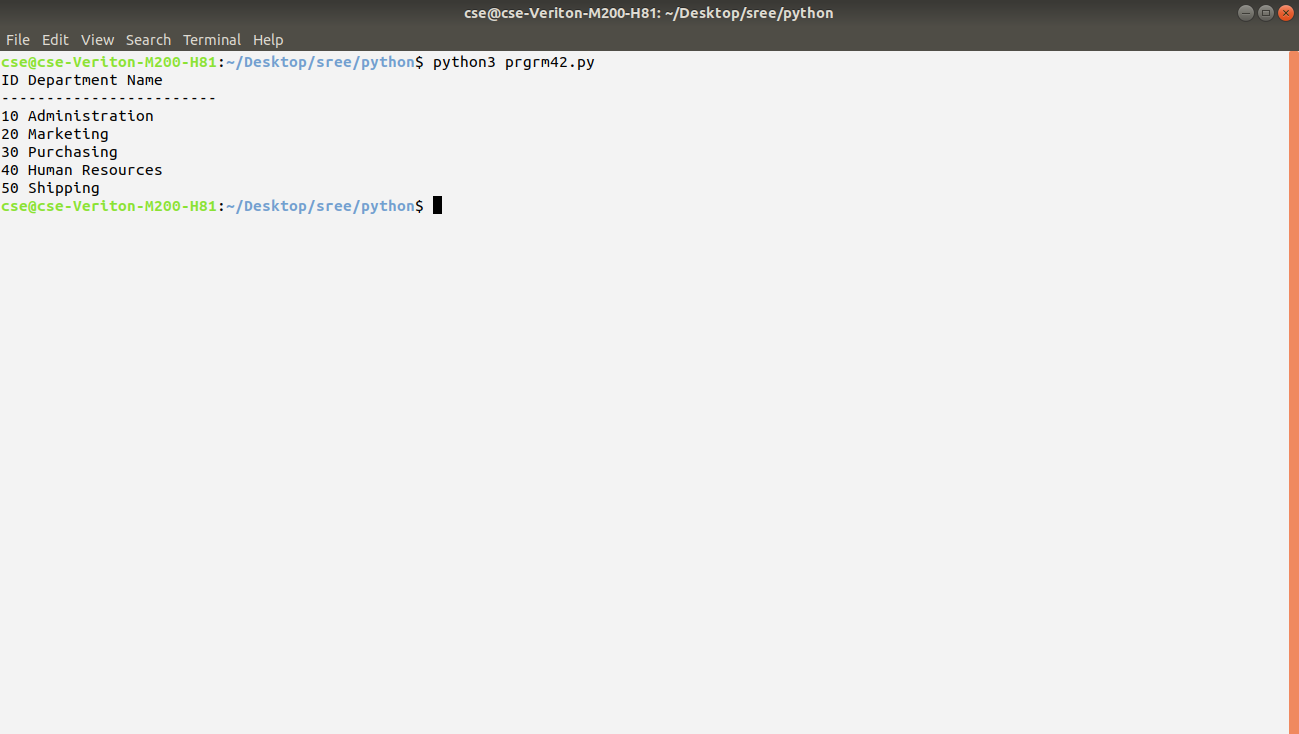 cse@cse-Veriton-M200-H81: ~/Desktop/sree/python
File Edit View Search Terminal Help
cse@cse-Veriton-M200-H81:~/Desktop/sree/python$ python3 prgrm42.py
ID Department Name
------------------------
10 Administration
20 Marketing
30 Purchasing
40 Human Resources
50 Shipping
cse@cse-Veriton-M200-H81:~/Desktop/sree/python$